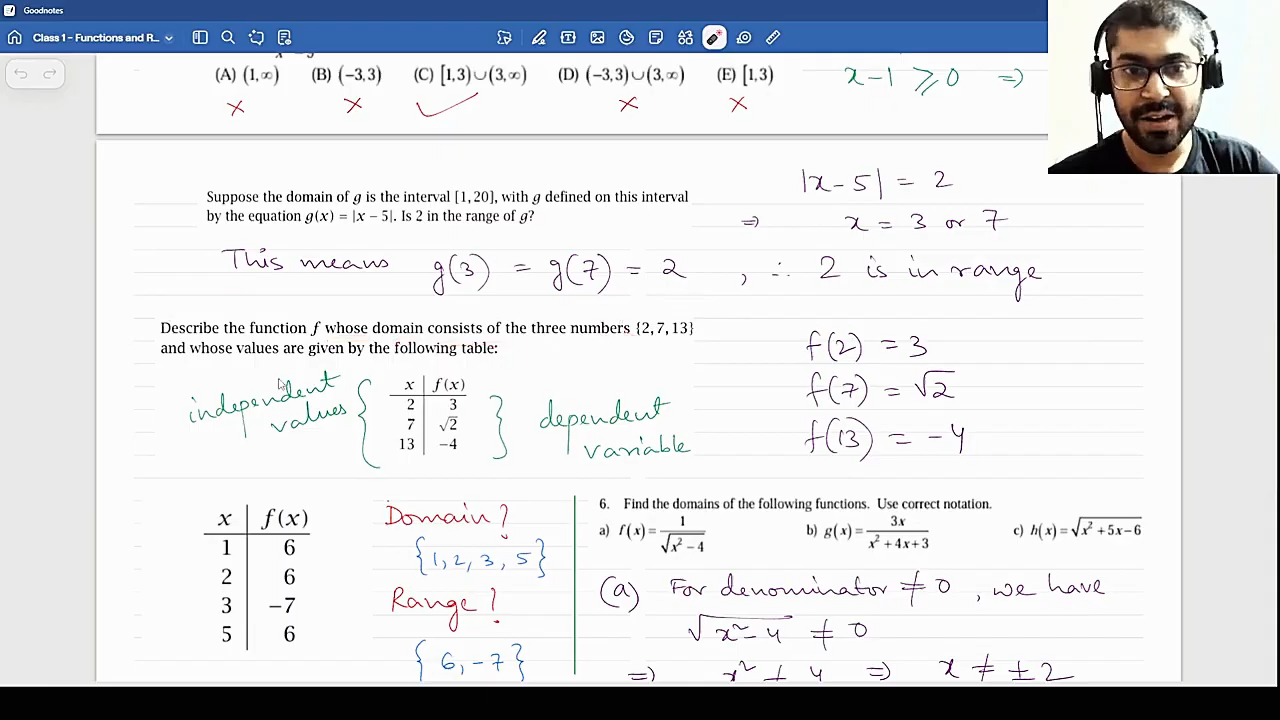 Goodnotes
Class 1 - Functions and R...
(A) (1,∞) (B) (−3,3) (C) [1,3)∪(3,∞) (D) (−3,3)∪(3,∞) (E) [1,3)
x−1 ⩾ 0 ⇒
Suppose the domain of g is the interval [1, 20], with g defined on this interval
by the equation g(x) = |x − 5|. Is 2 in the range of g?
|x−5| = 2
⇒ x = 3 or 7
This means g(3) = g(7) = 2 , ∴ 2 is in range
Describe the function f whose domain consists of the three numbers {2, 7, 13}
and whose values are given by the following table:
independent
values
x f(x)
2 3
7 √2
13 −4
dependent
variable
f(2) = 3
f(7) = √2
f(13) = −4
x f(x)
1 6
2 6
3 −7
5 6
Domain?
{1, 2, 3, 5}
Range?
{6, −7}
6. Find the domains of the following functions. Use correct notation.
a) f(x) = 1/√(x²−4) b) g(x) = 3x/(x²+4x+3) c) h(x) = √(x²+5x−6)
(a) For denominator ≠ 0 , we have
√(x²−4) ≠ 0
⇒ x² ≠ 4 ⇒ x ≠ ±2